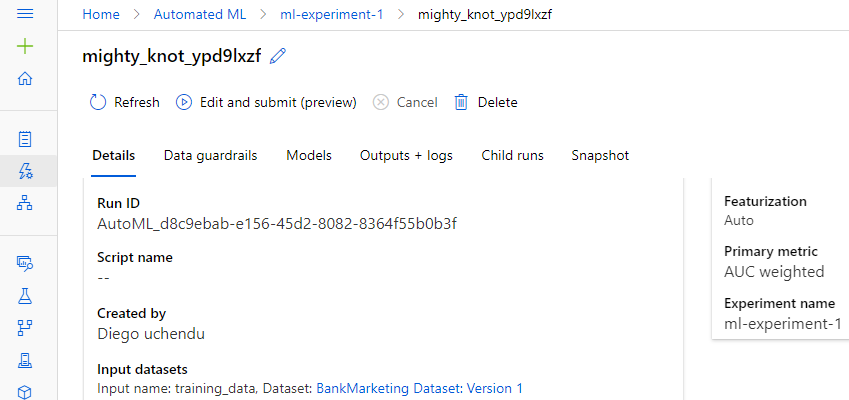 Home > Automated ML > ml-experiment-1 > mighty_knot_ypd9lxzf
mighty_knot_ypd9lxzf
Refresh Edit and submit (preview) Cancel Delete
Details Data guardrails Models Outputs + logs Child runs Snapshot
Run ID
AutoML_d8c9ebab-e156-45d2-8082-8364f55b0b3f
Script name
--
Created by
Diego uchendu
Input datasets
Input name: training_data, Dataset: BankMarketing Dataset: Version 1
Featurization
Auto
Primary metric
AUC weighted
Experiment name
ml-experiment-1